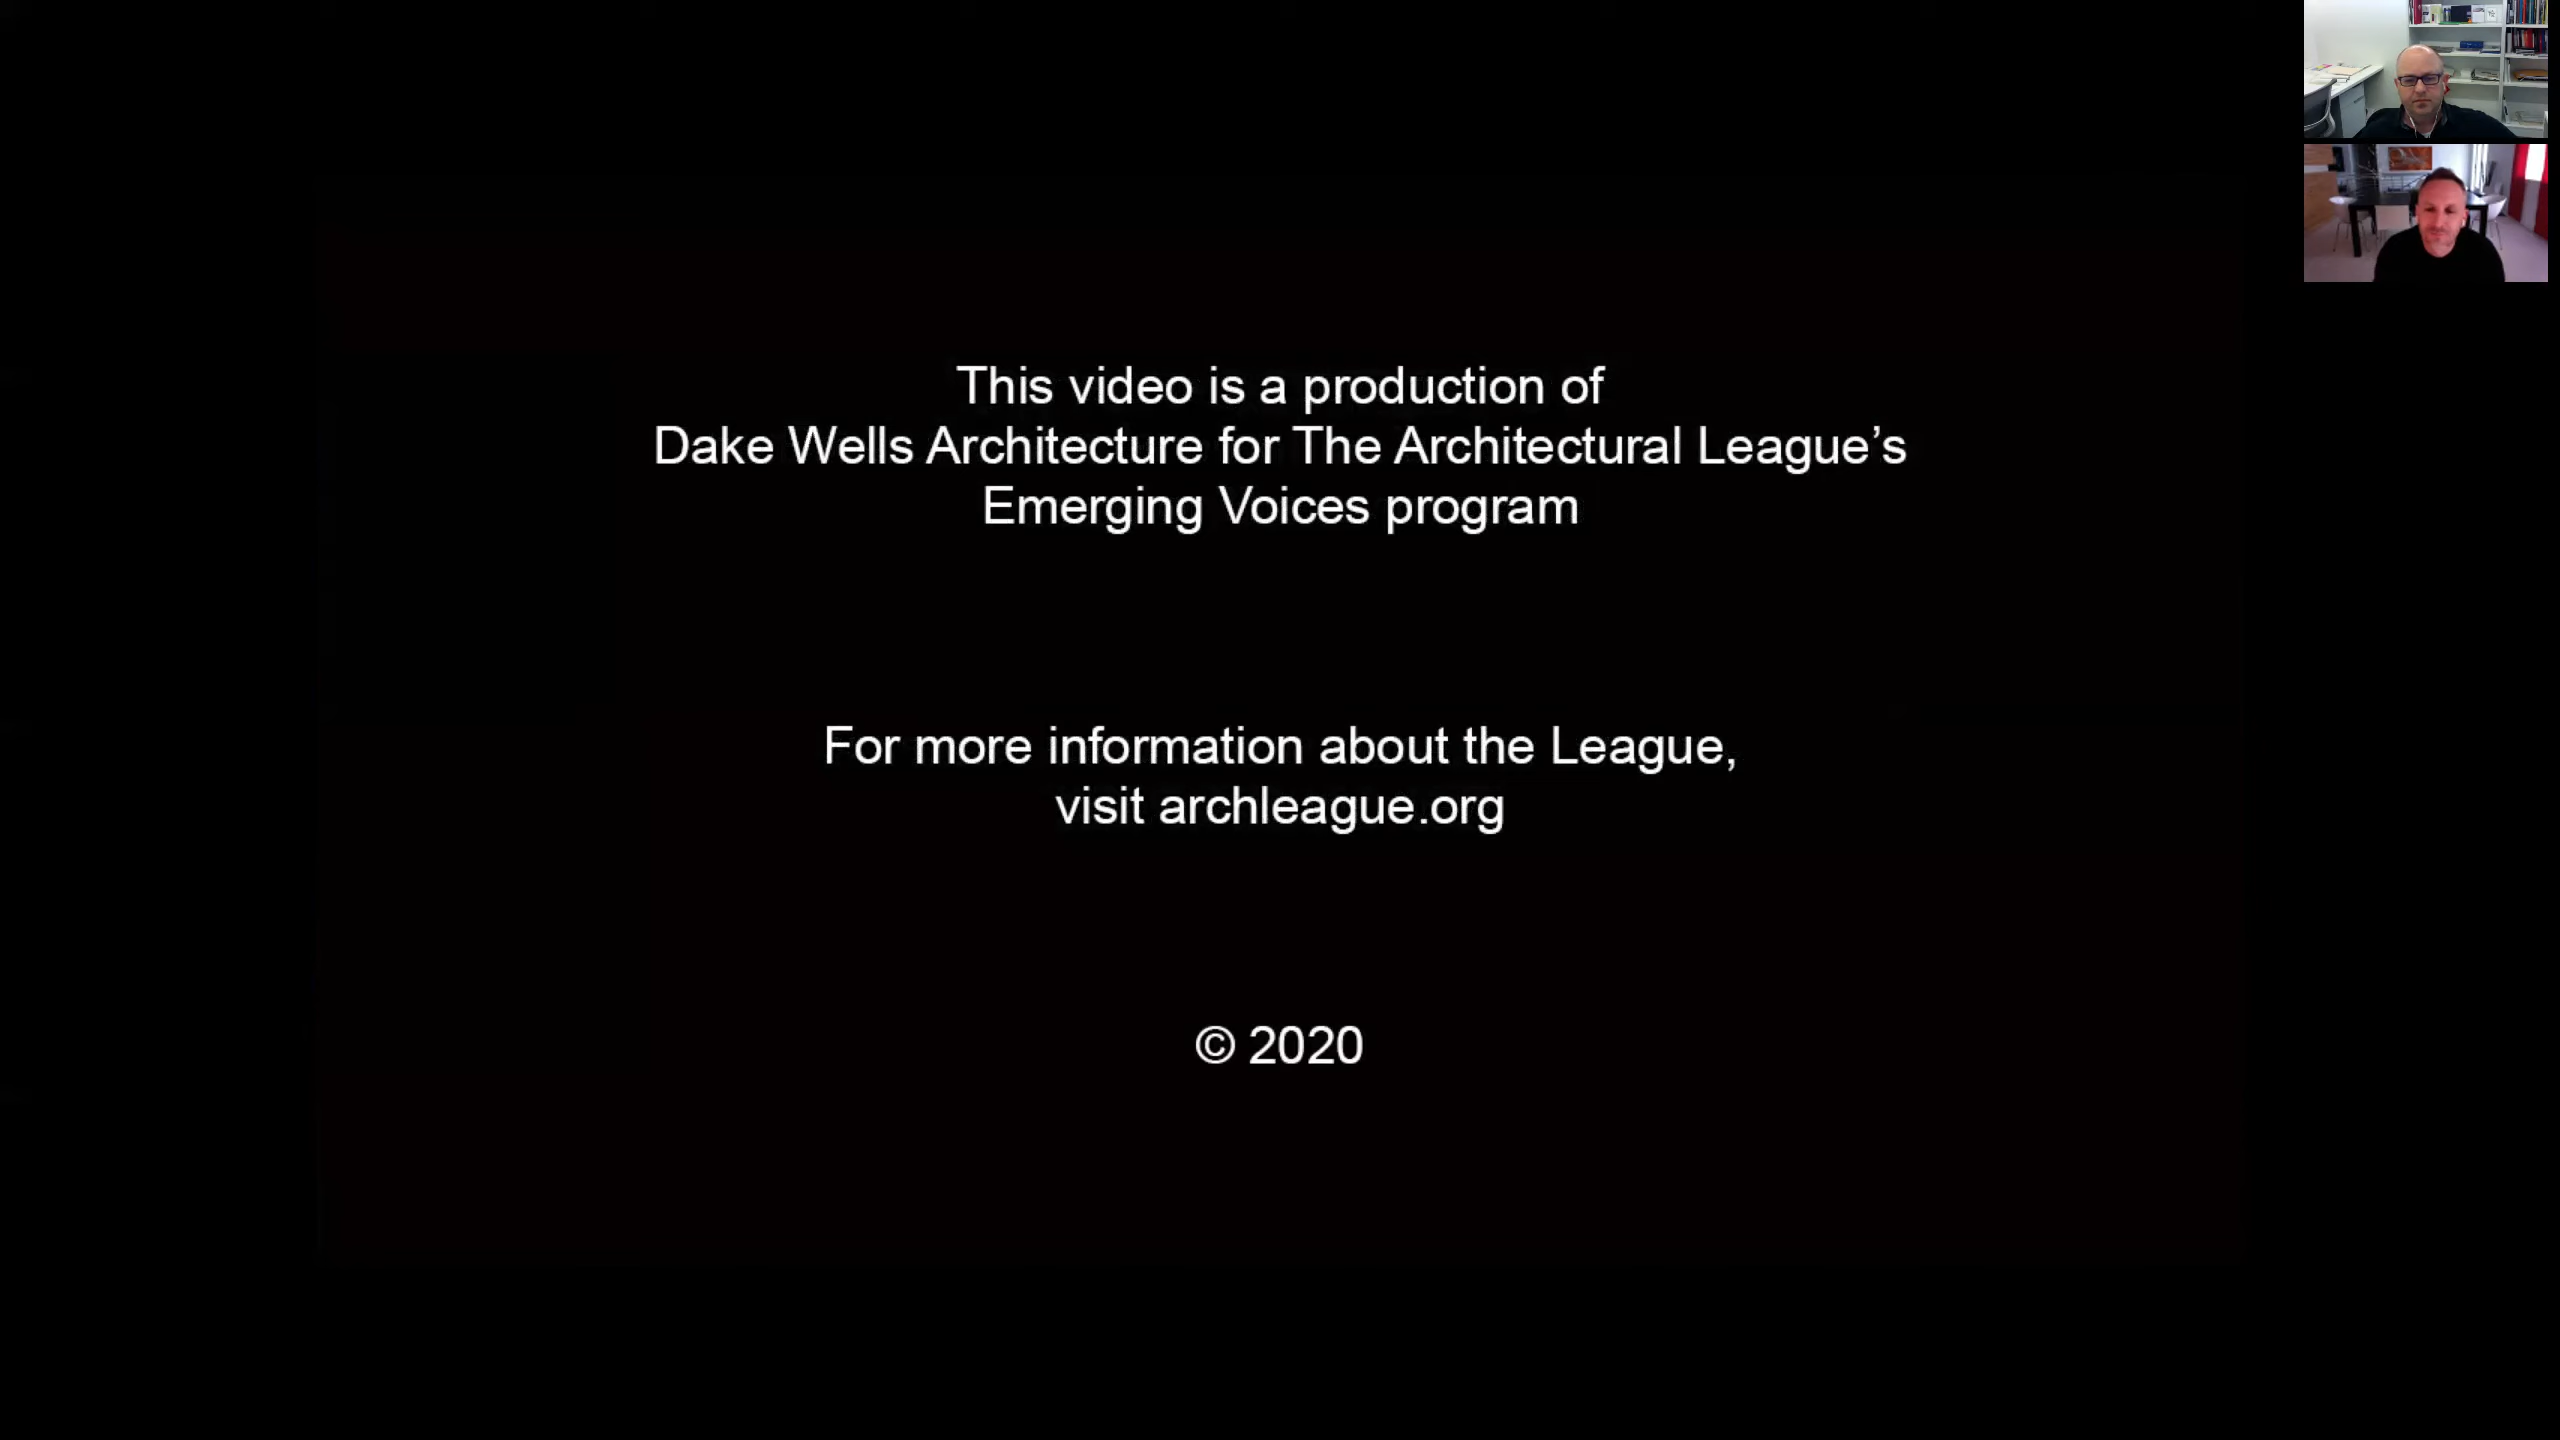 This video is a production of
Dake Wells Architecture for The Architectural League’s
Emerging Voices program
For more information about the League,
visit archleague.org
© 2020